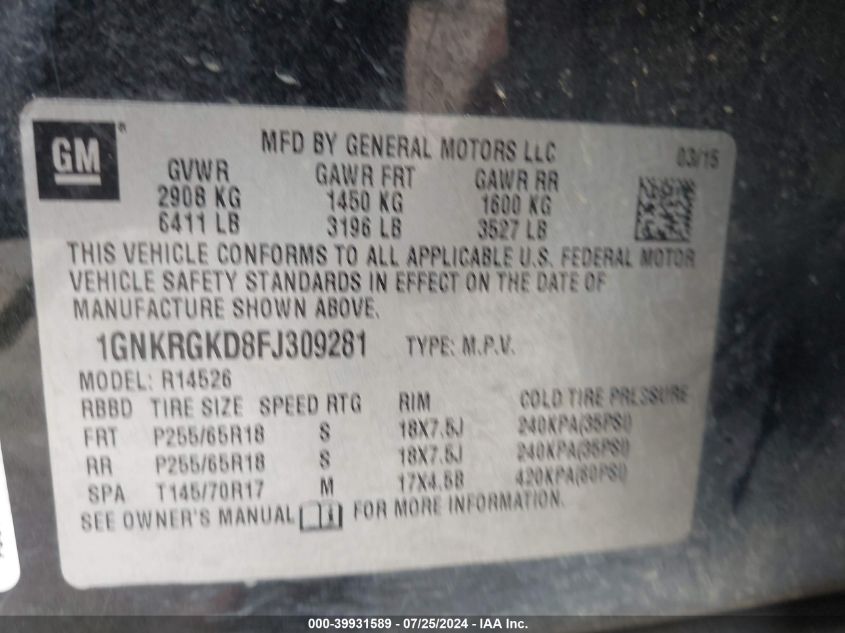 GM ®
MFD BY GENERAL MOTORS LLC 03/15
GVWR GAWR FRT GAWR RR
2908 KG 1450 KG 1600 KG
6411 LB 3196 LB 3527 LB
THIS VEHICLE CONFORMS TO ALL APPLICABLE U.S. FEDERAL MOTOR
VEHICLE SAFETY STANDARDS IN EFFECT ON THE DATE OF
MANUFACTURE SHOWN ABOVE.
1GNKRGKD8FJ309281 TYPE: M.P.V.
MODEL: R14526
RBBD TIRE SIZE SPEED RTG RIM COLD TIRE PRESSURE
FRT P255/65R18 S 18X7.5J 240KPA(35PSI)
RR P255/65R18 S 18X7.5J 240KPA(35PSI)
SPA T145/70R17 M 17X4.5B 420KPA(60PSI)
SEE OWNER'S MANUAL FOR MORE INFORMATION.
000-39931589 - 07/25/2024 - IAA Inc.